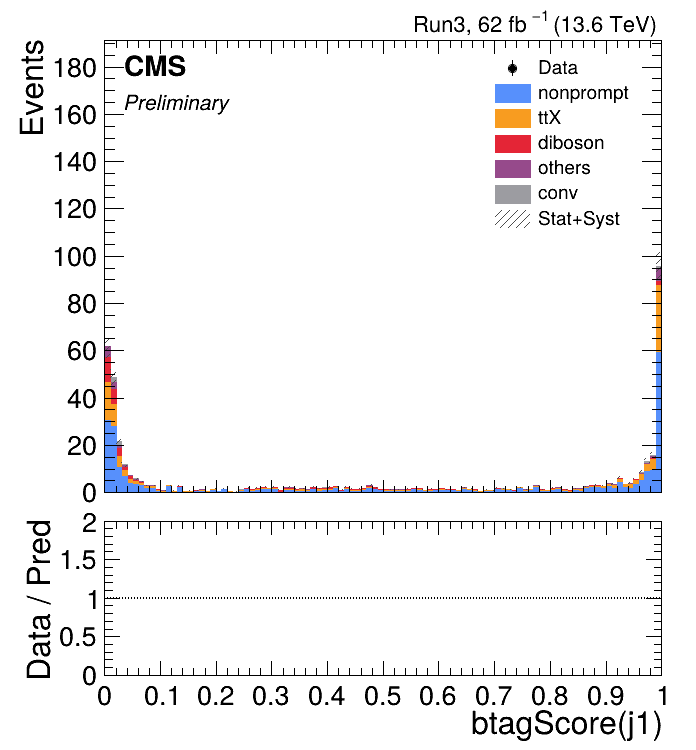 Run3, 62 fb⁻¹ (13.6 TeV)
CMS
Preliminary
Events
180
160
140
120
100
80
60
40
20
0
Data
nonprompt
ttX
diboson
others
conv
Stat+Syst
Data / Pred
2
1.5
1
0.5
0
0 0.1 0.2 0.3 0.4 0.5 0.6 0.7 0.8 0.9 1
btagScore(j1)